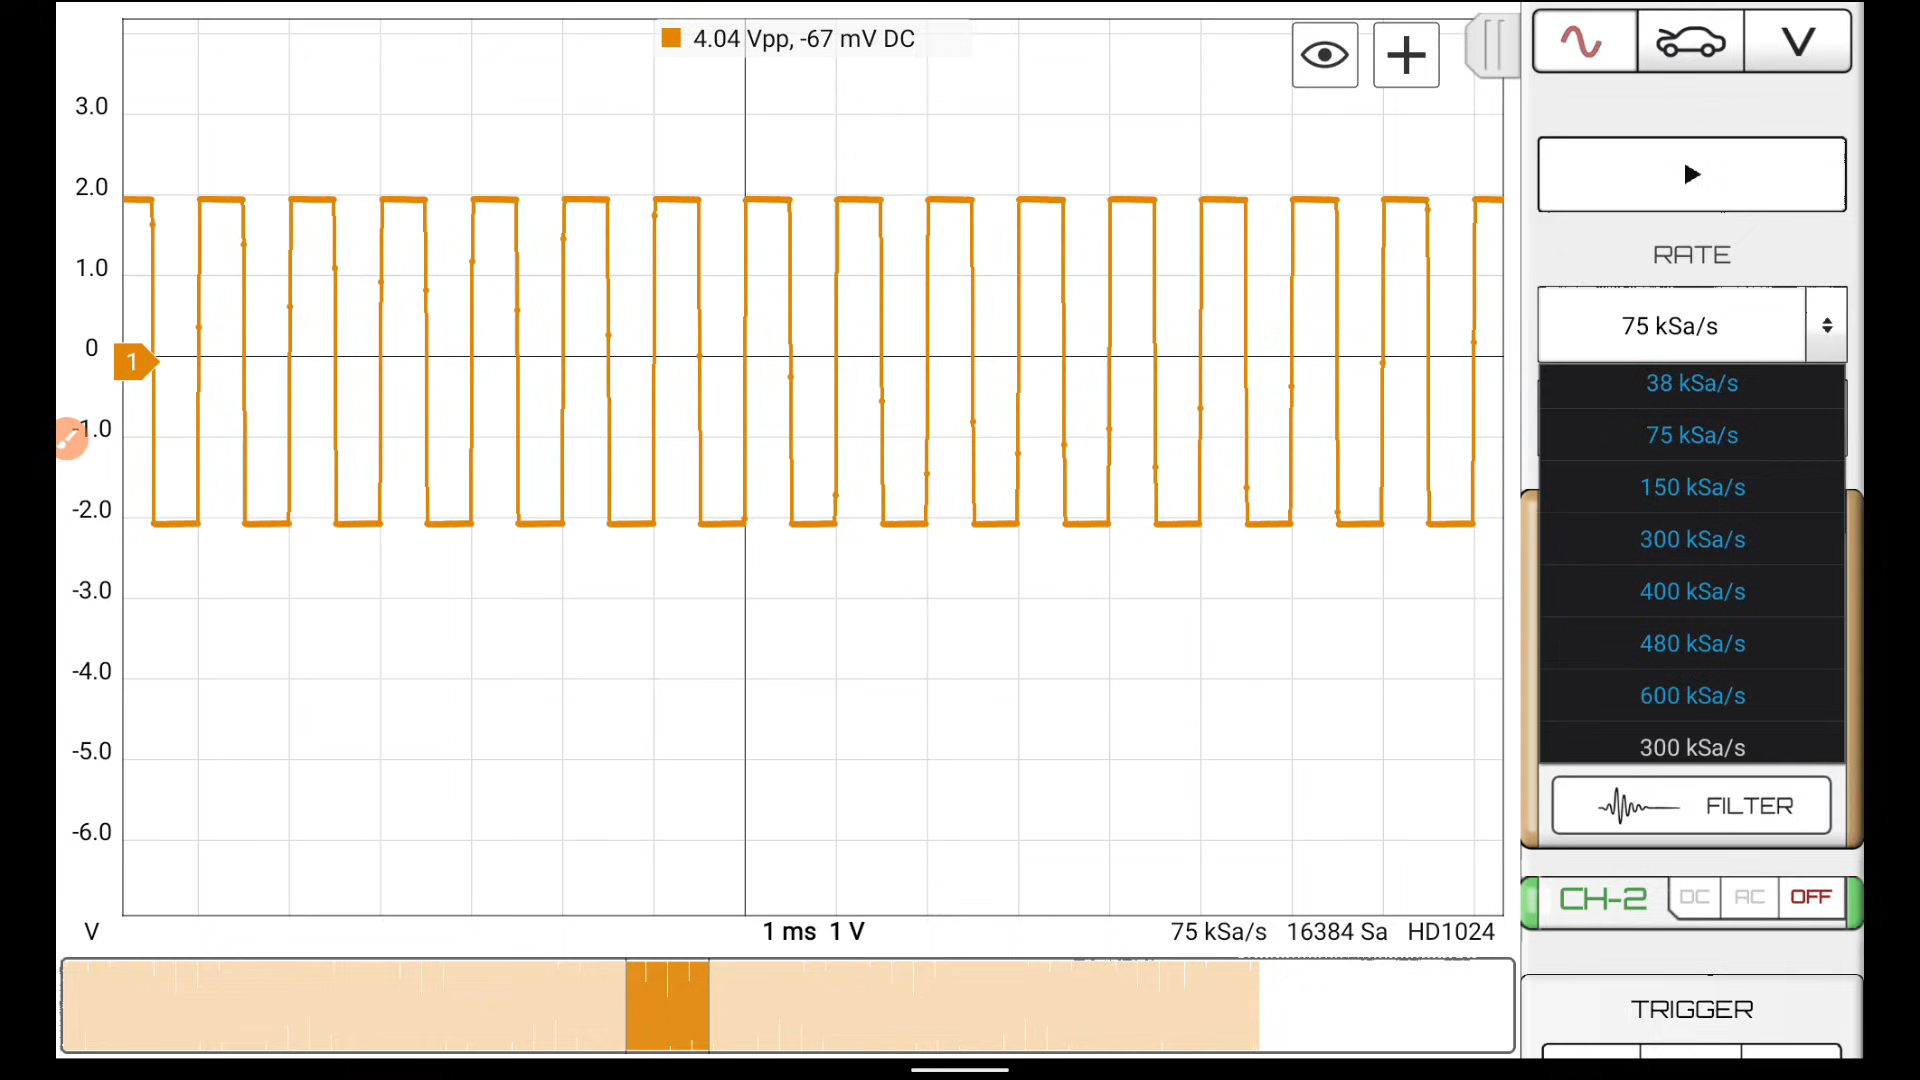 4.04 Vpp, -67 mV DC
V
3.0
2.0
1.0
0
1
-1.0
-2.0
-3.0
-4.0
-5.0
-6.0
V
1 ms 1 V
75 kSa/s 16384 Sa HD1024
RATE
75 kSa/s
38 kSa/s
75 kSa/s
150 kSa/s
300 kSa/s
400 kSa/s
480 kSa/s
600 kSa/s
300 kSa/s
FILTER
CH-2 DC AC OFF
TRIGGER